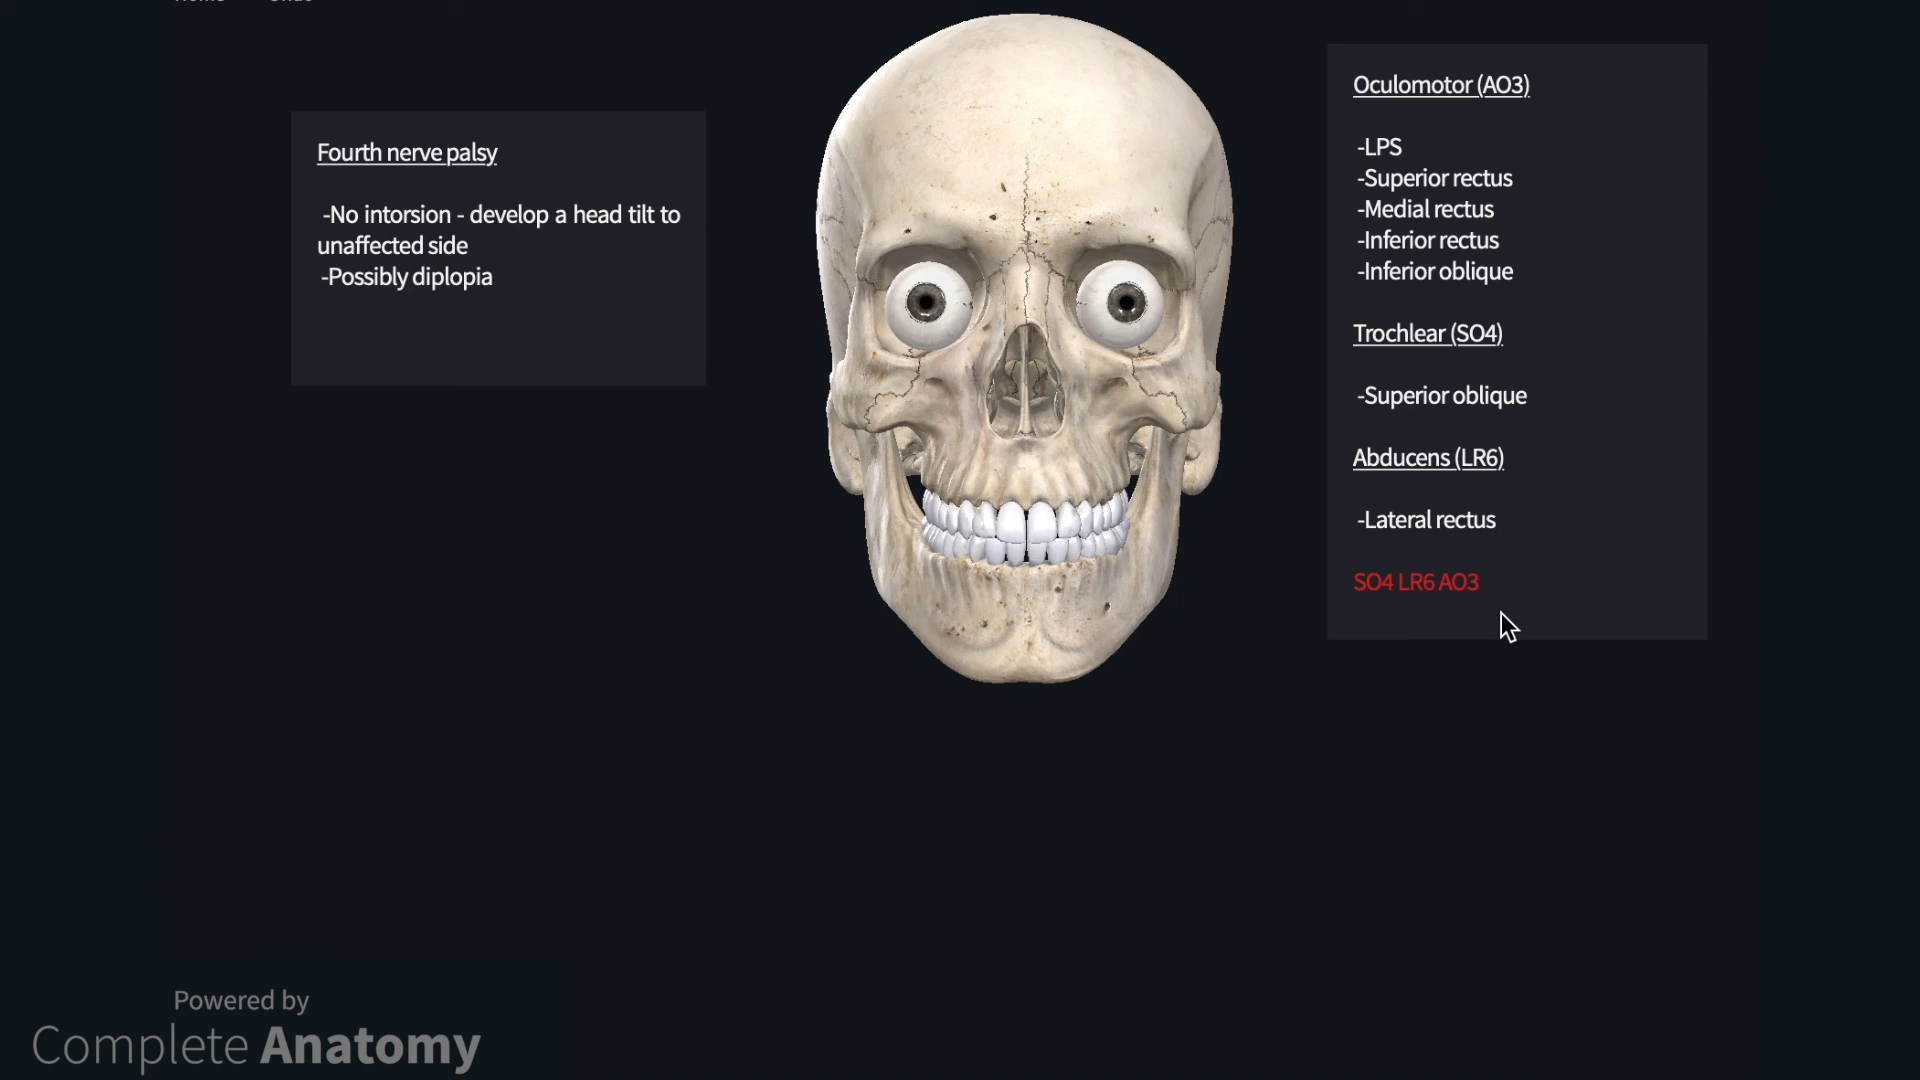 Fourth nerve palsy
-No intorsion - develop a head tilt to
unaffected side
-Possibly diplopia
Oculomotor (AO3)
-LPS
-Superior rectus
-Medial rectus
-Inferior rectus
-Inferior oblique
Trochlear (SO4)
-Superior oblique
Abducens (LR6)
-Lateral rectus
SO4 LR6 AO3
Powered by
Complete Anatomy